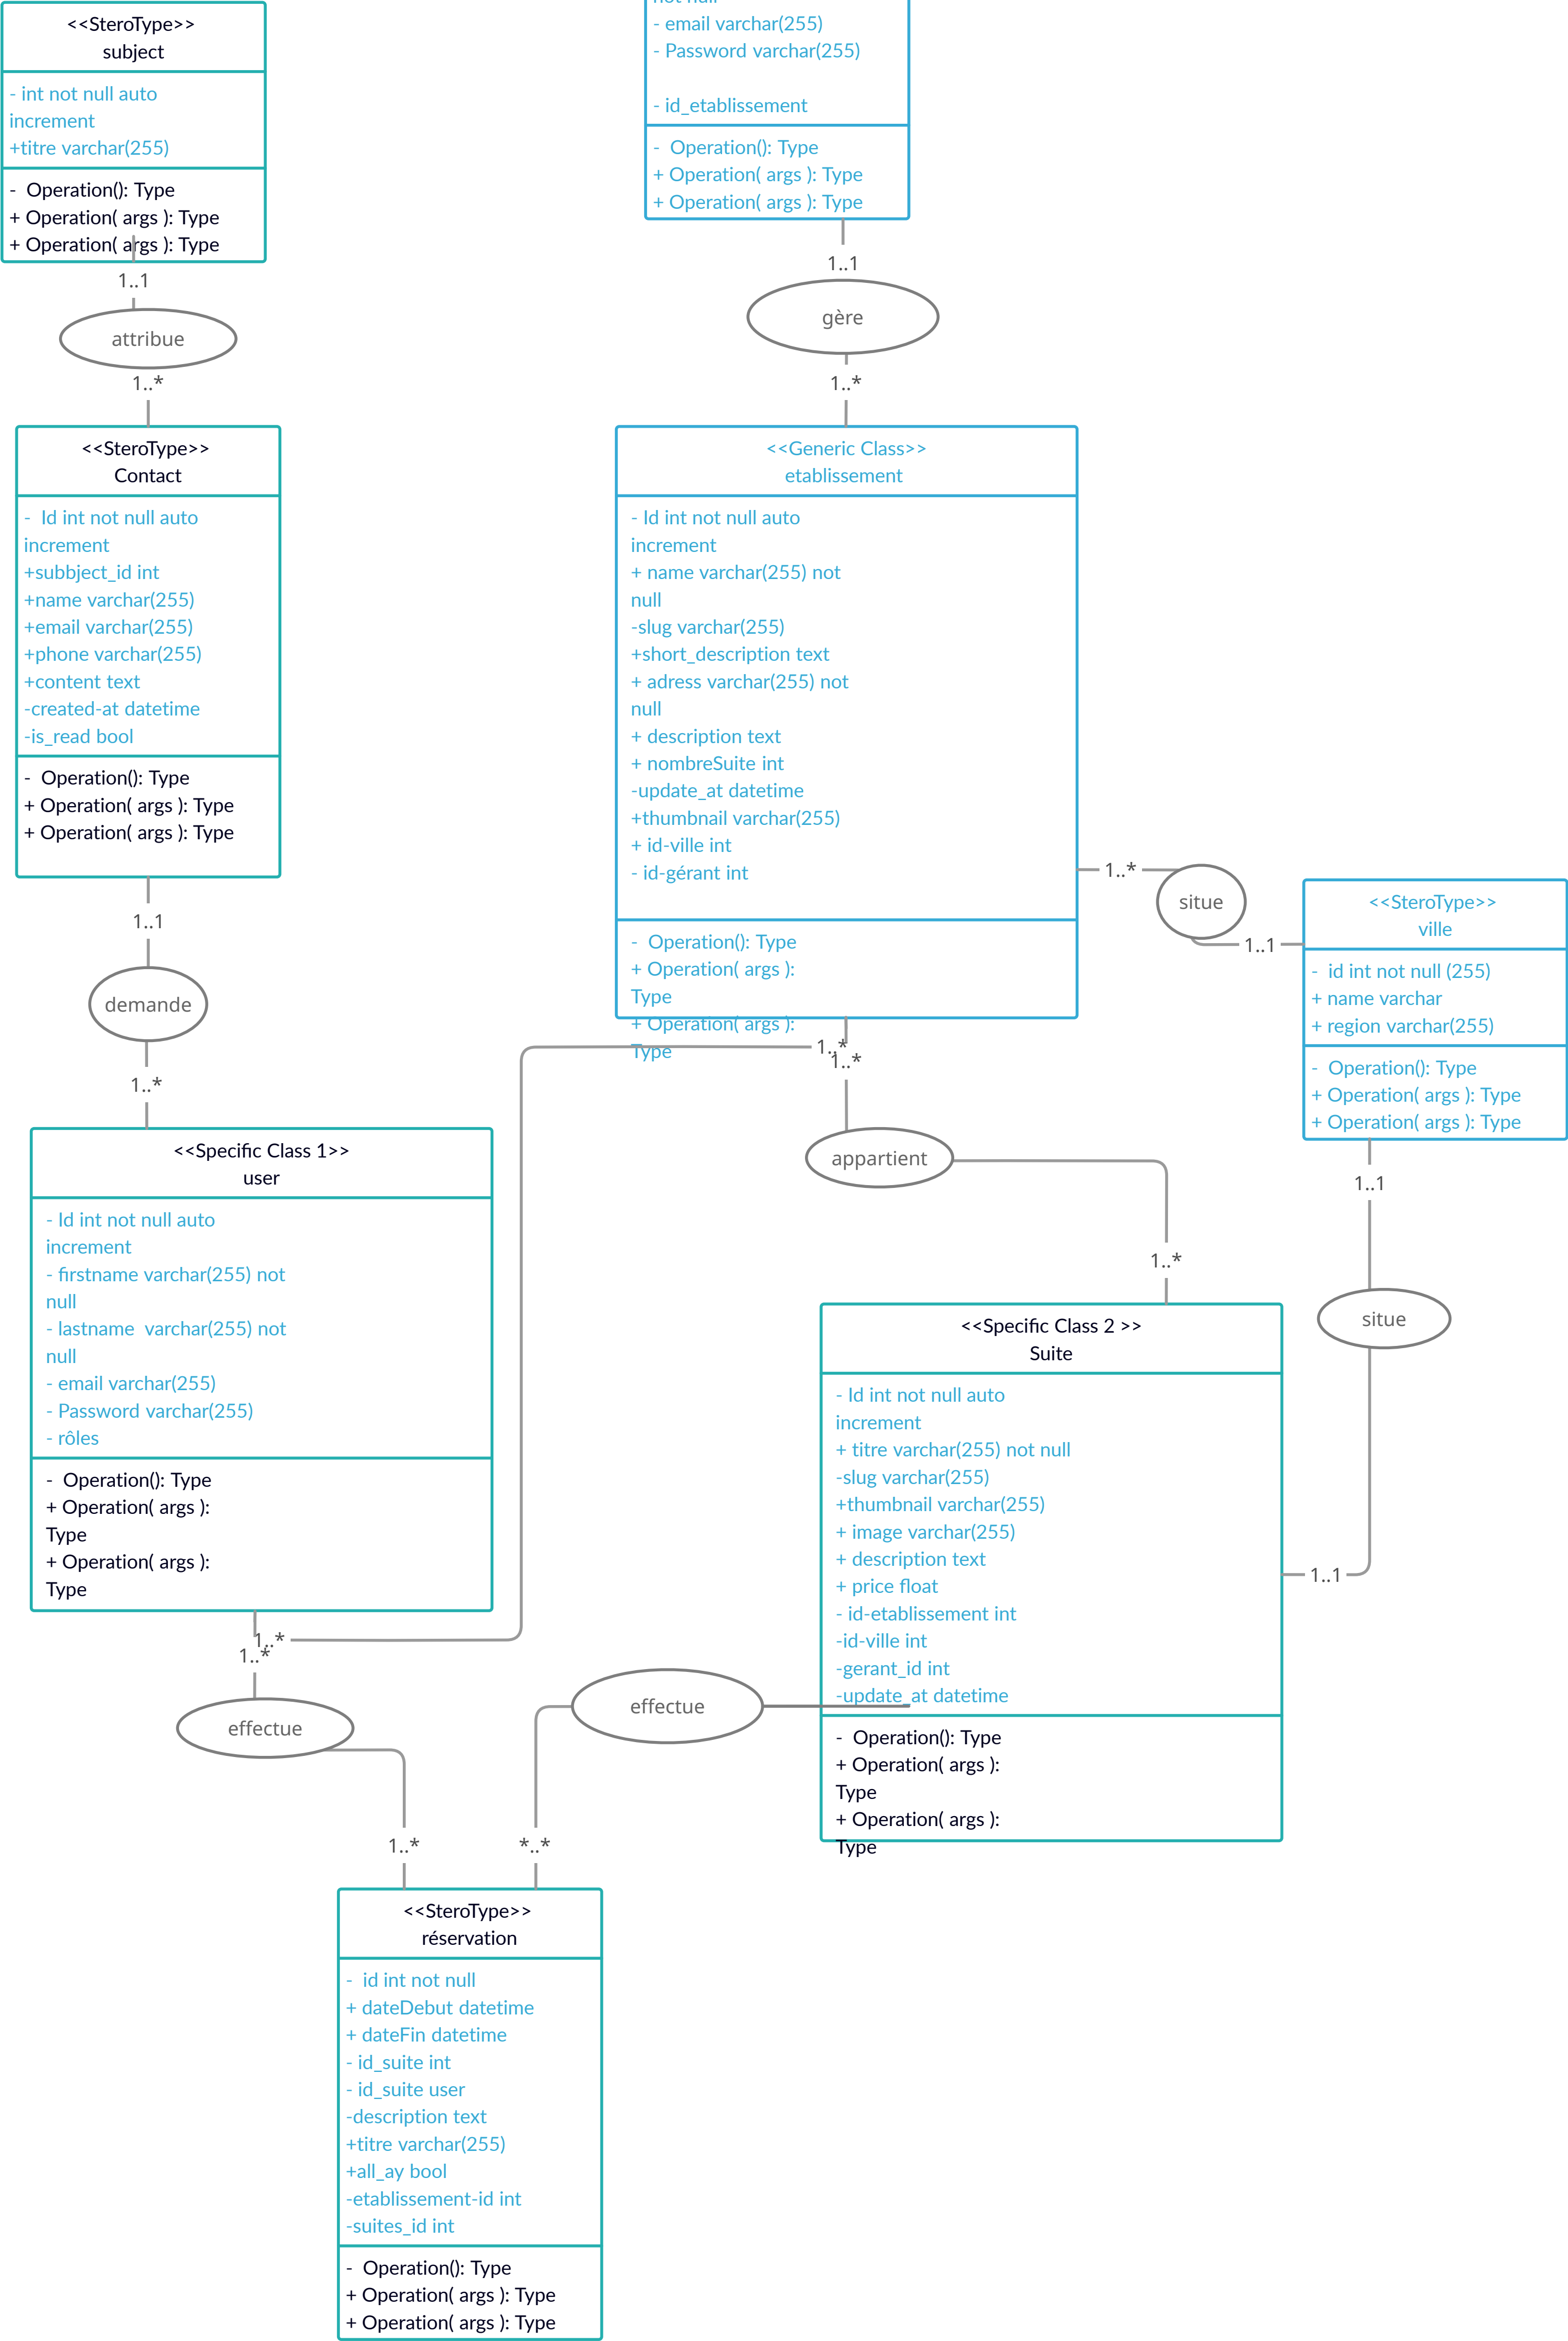 <<SteroType>>
subject
- int not null auto
increment
+titre varchar(255)
-  Operation(): Type
+ Operation( args ): Type
+ Operation( args ): Type
1..1
attribue
1..*
<<SteroType>>
Contact
-  Id int not null auto
increment
+subbject_id int
+name varchar(255)
+email varchar(255)
+phone varchar(255)
+content text
-created-at datetime
-is_read bool
-  Operation(): Type
+ Operation( args ): Type
+ Operation( args ): Type
1..1
demande
1..*
<<Specific Class 1>>
user
- Id int not null auto
increment
- firstname varchar(255) not
null
- lastname  varchar(255) not
null
- email varchar(255)
- Password varchar(255)
- rôles
-  Operation(): Type
+ Operation( args ):
Type
+ Operation( args ):
Type
1..*
1..*
effectue
1..*
not null
- email varchar(255)
- Password varchar(255)
- id_etablissement
-  Operation(): Type
+ Operation( args ): Type
+ Operation( args ): Type
1..1
gère
1..*
<<Generic Class>>
etablissement
- Id int not null auto
increment
+ name varchar(255) not
null
-slug varchar(255)
+short_description text
+ adress varchar(255) not
null
+ description text
+ nombreSuite int
-update_at datetime
+thumbnail varchar(255)
+ id-ville int
- id-gérant int
-  Operation(): Type
+ Operation( args ):
Type
+ Operation( args ):
Type
1..*
1..*
appartient
1..*
1..*
situe
1..1
<<SteroType>>
ville
-  id int not null (255)
+ name varchar
+ region varchar(255)
-  Operation(): Type
+ Operation( args ): Type
+ Operation( args ): Type
1..1
situe
1..1
<<Specific Class 2 >>
Suite
- Id int not null auto
increment
+ titre varchar(255) not null
-slug varchar(255)
+thumbnail varchar(255)
+ image varchar(255)
+ description text
+ price float
- id-etablissement int
-id-ville int
-gerant_id int
-update_at datetime
-  Operation(): Type
+ Operation( args ):
Type
+ Operation( args ):
Type
effectue
*..*
<<SteroType>>
réservation
-  id int not null
+ dateDebut datetime
+ dateFin datetime
- id_suite int
- id_suite user
-description text
+titre varchar(255)
+all_ay bool
-etablissement-id int
-suites_id int
-  Operation(): Type
+ Operation( args ): Type
+ Operation( args ): Type